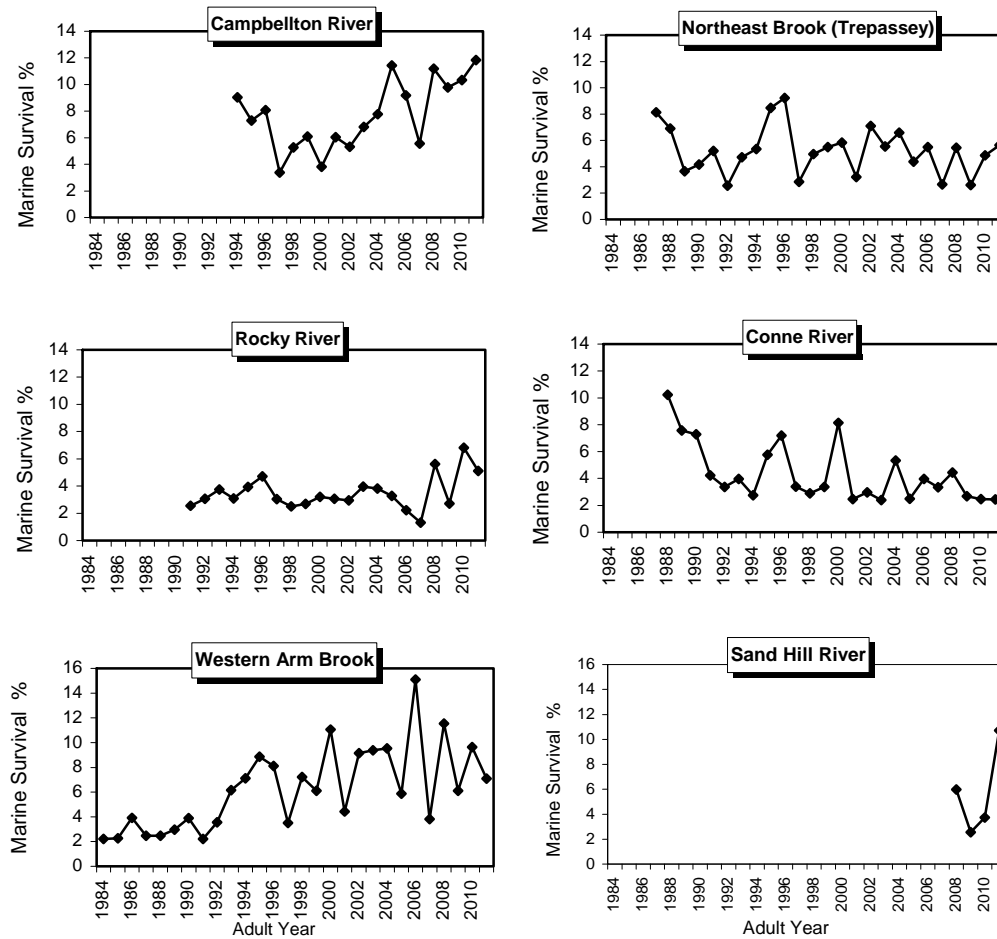 Campbellton River
Marine Survival %
14
12
10
8
6
4
2
0
1984 1986 1988 1990 1992 1994 1996 1998 2000 2002 2004 2006 2008 2010
Northeast Brook (Trepassey)
Marine Survival %
14
12
10
8
6
4
2
0
1984 1986 1988 1990 1992 1994 1996 1998 2000 2002 2004 2006 2008 2010
Rocky River
Marine Survival %
14
12
10
8
6
4
2
0
1984 1986 1988 1990 1992 1994 1996 1998 2000 2002 2004 2006 2008 2010
Conne River
Marine Survival %
14
12
10
8
6
4
2
0
1984 1986 1988 1990 1992 1994 1996 1998 2000 2002 2004 2006 2008 2010
Western Arm Brook
Marine Survival %
16
14
12
10
8
6
4
2
0
1984 1986 1988 1990 1992 1994 1996 1998 2000 2002 2004 2006 2008 2010
Adult Year
Sand Hill River
Marine Survival %
16
14
12
10
8
6
4
2
0
1984 1986 1988 1990 1992 1994 1996 1998 2000 2002 2004 2006 2008 2010
Adult Year